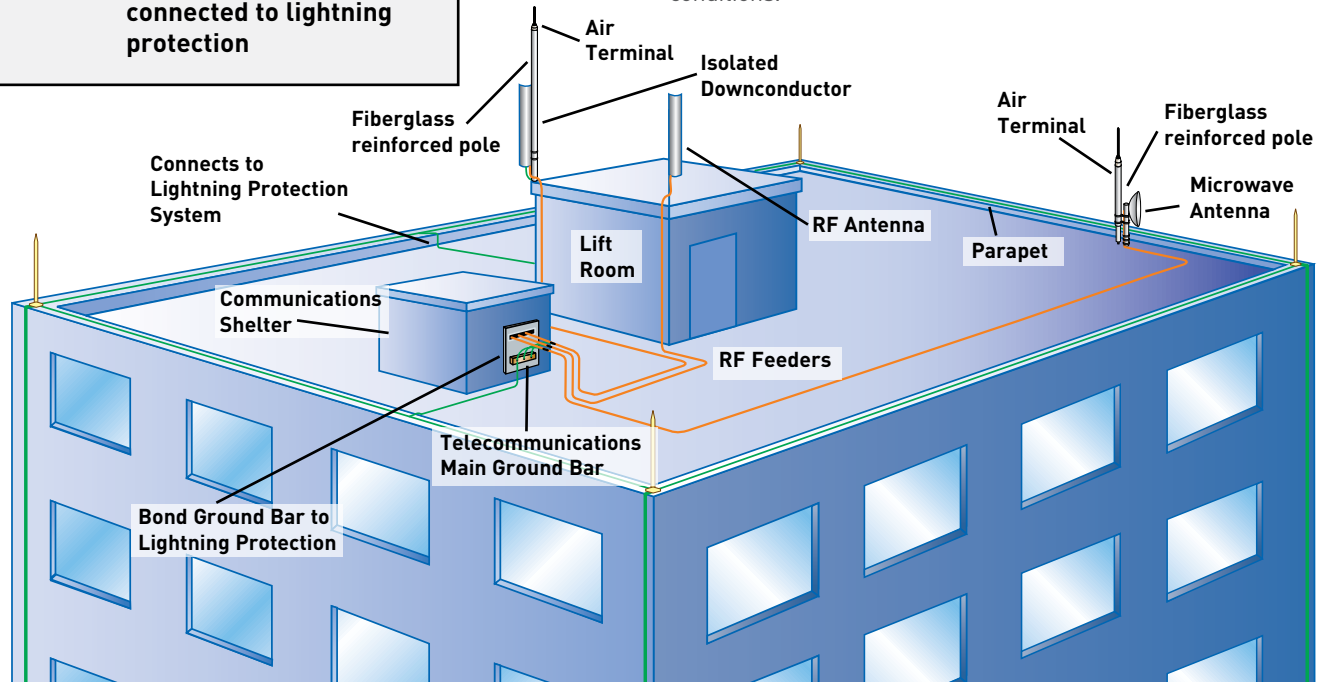 connected to lightning
protection
conditions.
Air
Terminal
Isolated
Downconductor
Fiberglass
reinforced pole
Air
Terminal
Fiberglass
reinforced pole
Connects to
Lightning Protection
System
Microwave
Antenna
RF Antenna
Lift
Room
Parapet
Communications
Shelter
RF Feeders
Telecommunications
Main Ground Bar
Bond Ground Bar to
Lightning Protection